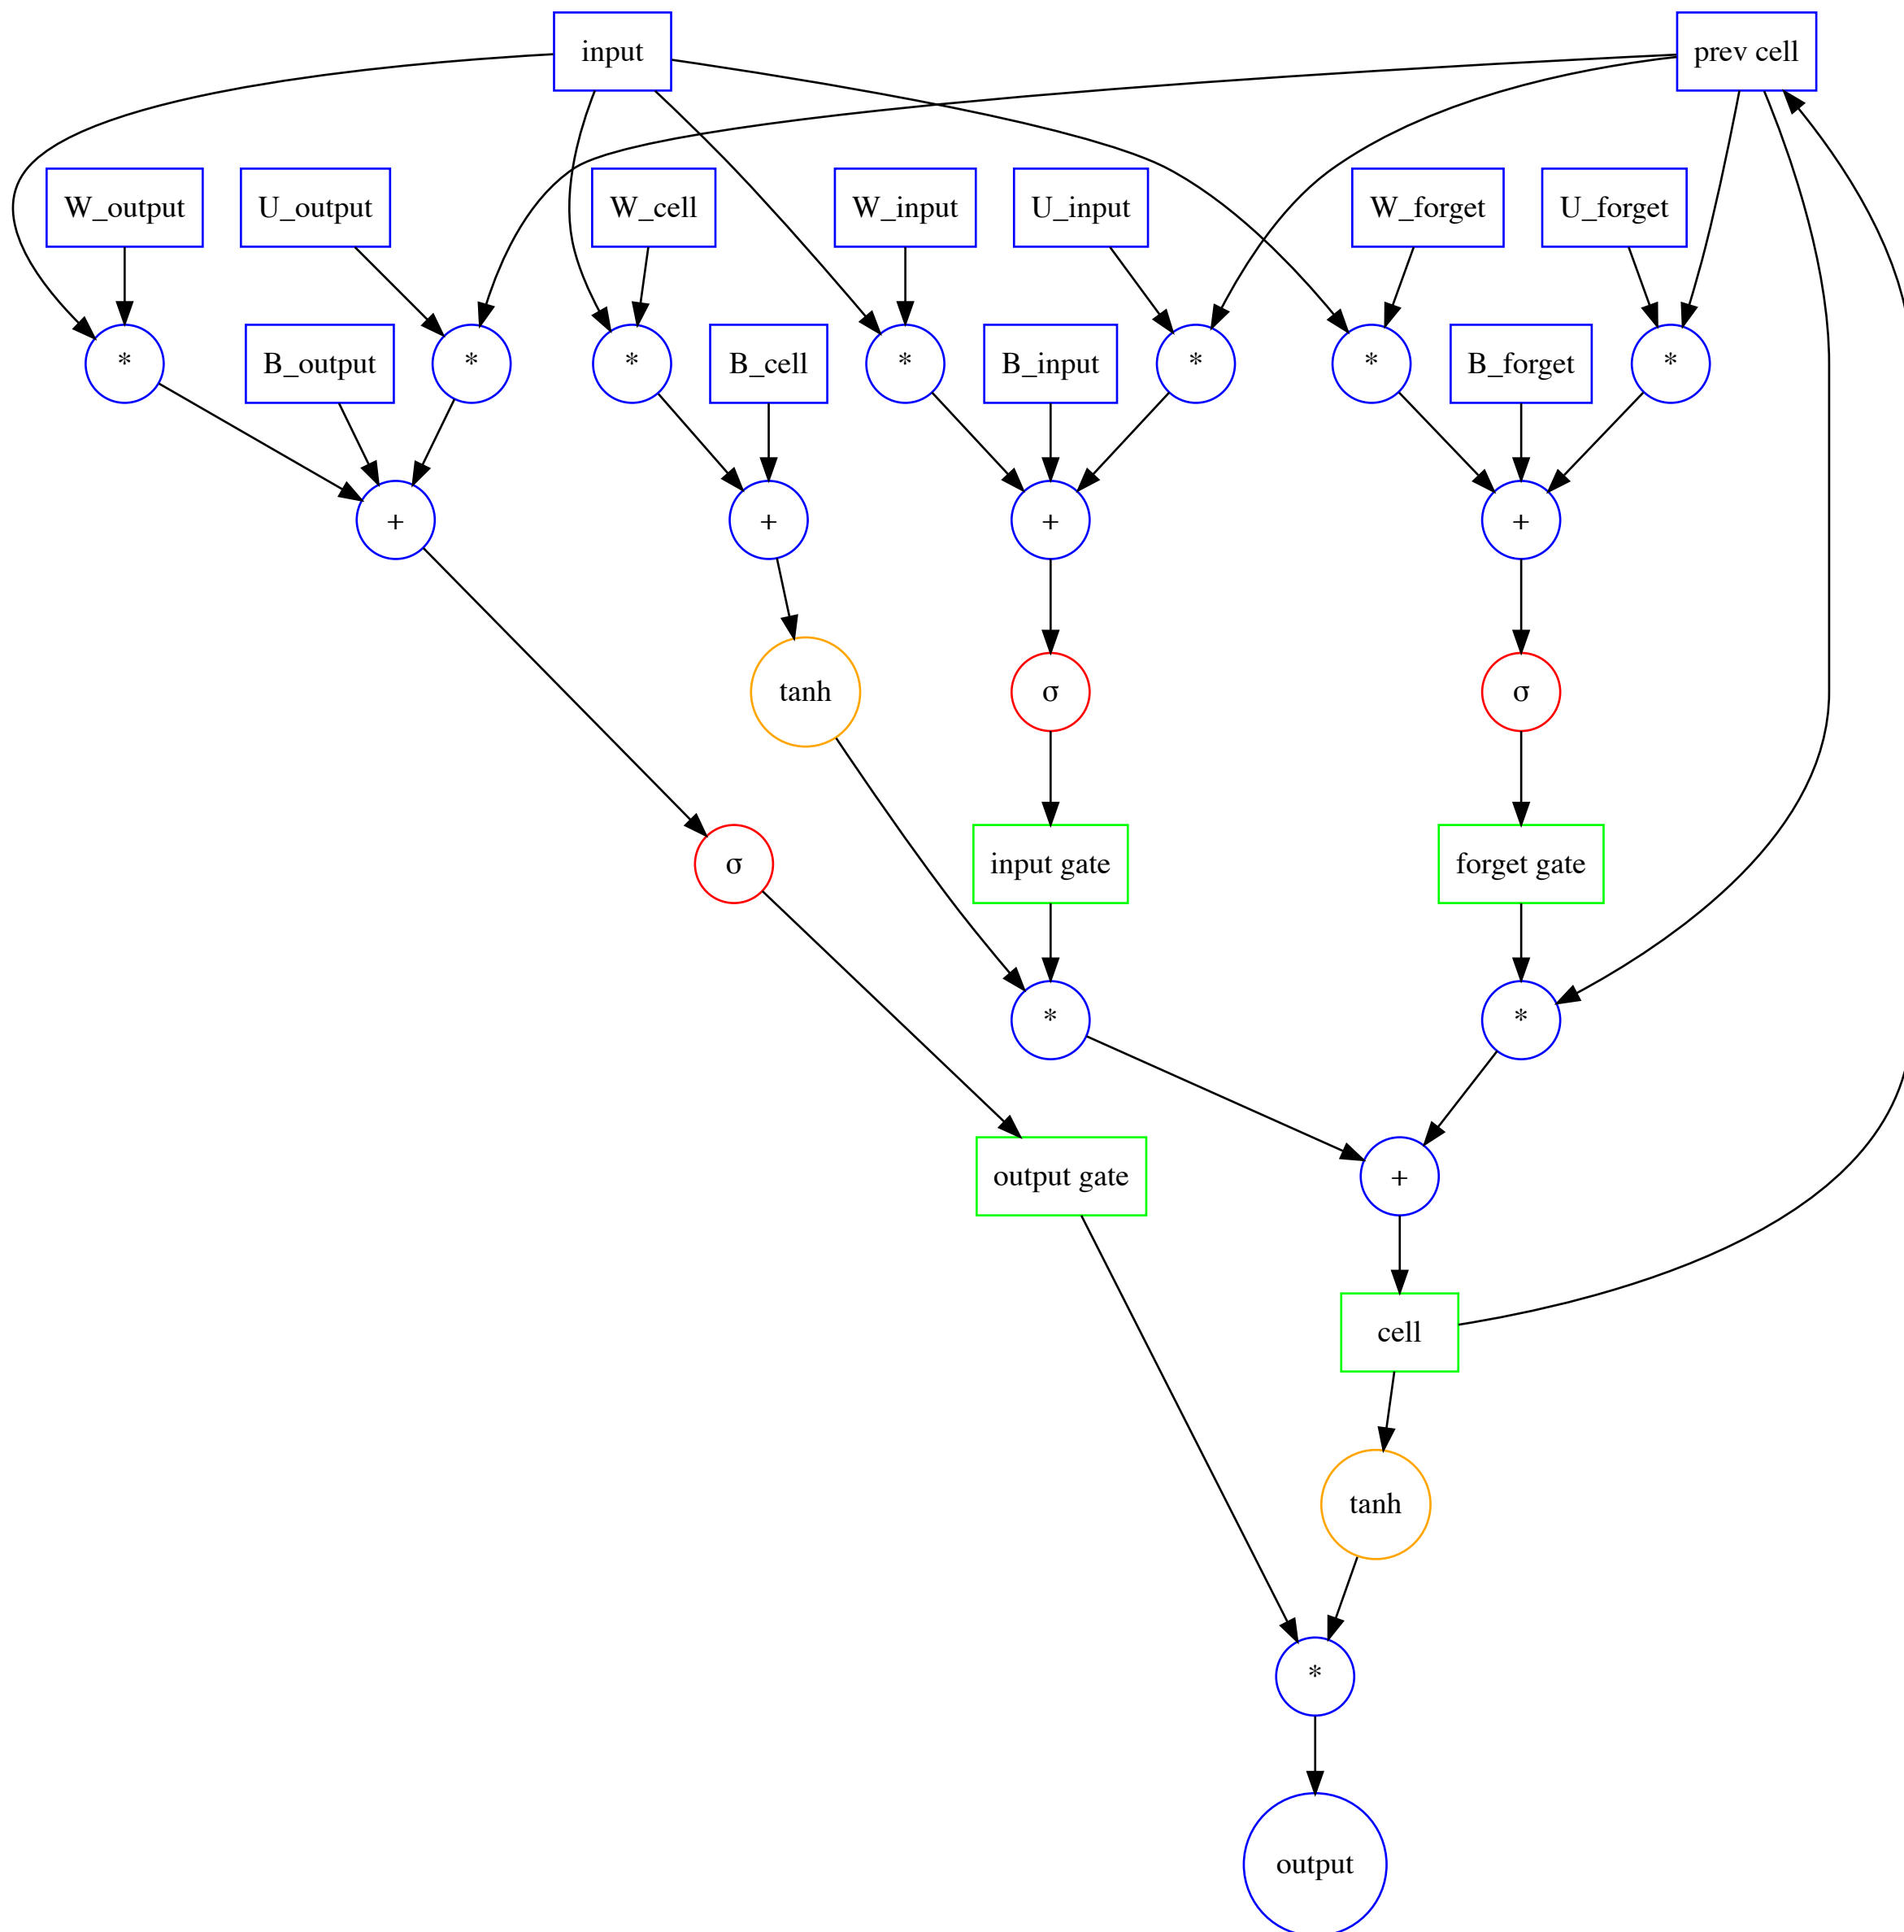 input
prev cell
W_output
U_output
W_cell
W_input
U_input
W_forget
U_forget
*
B_output
*
*
B_cell
*
B_input
*
*
B_forget
*
+
+
+
+
tanh
σ
σ
σ
input gate
forget gate
*
*
output gate
+
cell
tanh
*
output